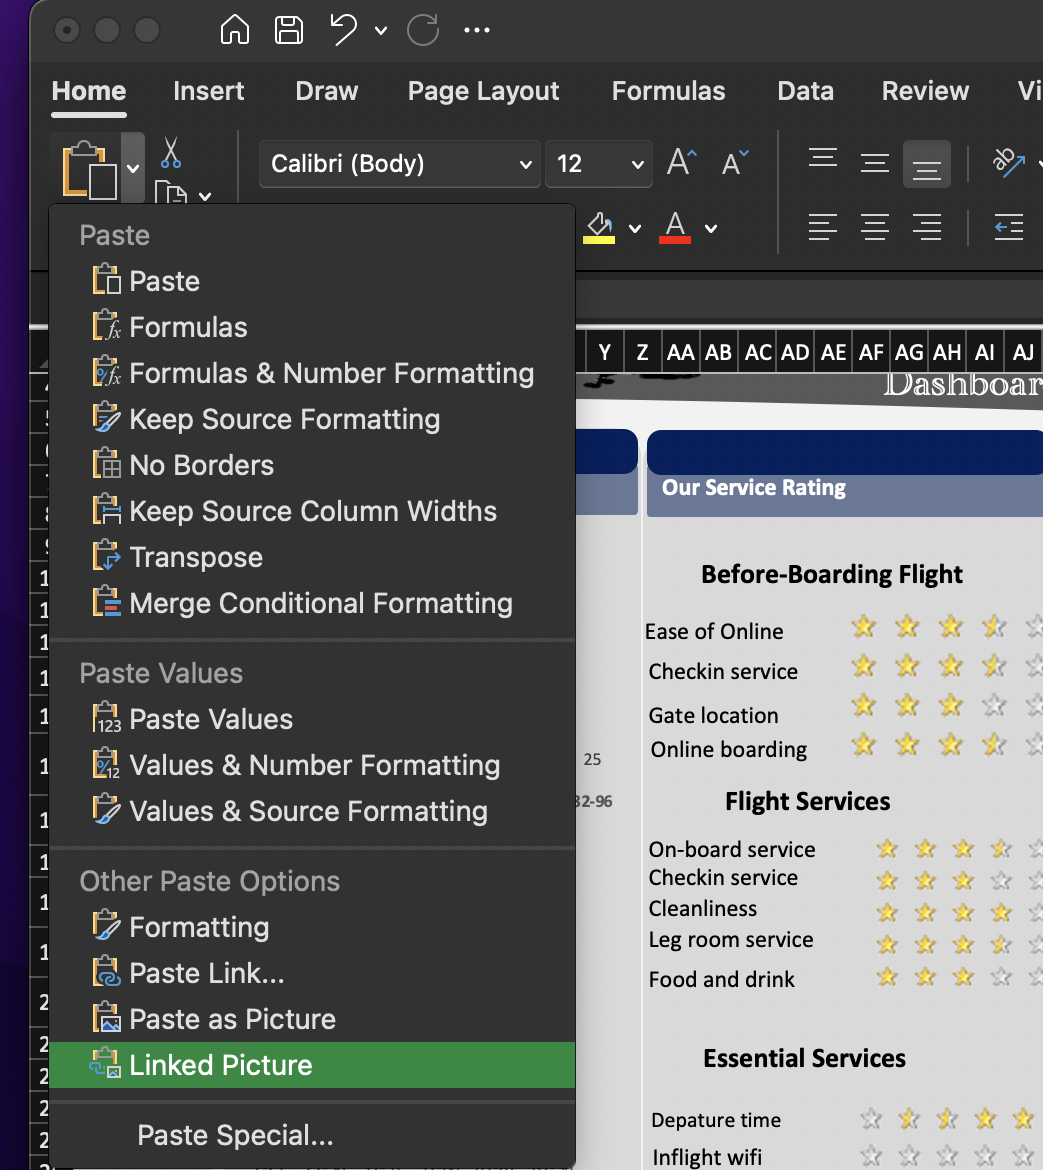 Home Insert Draw Page Layout Formulas Data Review Vi
Calibri (Body) 12 A A ab
A
Paste
Paste
Formulas
Formulas & Number Formatting
Keep Source Formatting
No Borders
Keep Source Column Widths
Transpose
Merge Conditional Formatting
Paste Values
Paste Values
Values & Number Formatting
Values & Source Formatting
Other Paste Options
Formatting
Paste Link...
Paste as Picture
Linked Picture
Paste Special...
Y Z AA AB AC AD AE AF AG AH AI AJ
Dashboar
Our Service Rating
Before-Boarding Flight
Ease of Online
Checkin service
Gate location
Online boarding
25
32-96
Flight Services
On-board service
Checkin service
Cleanliness
Leg room service
Food and drink
Essential Services
Depature time
Inflight wifi